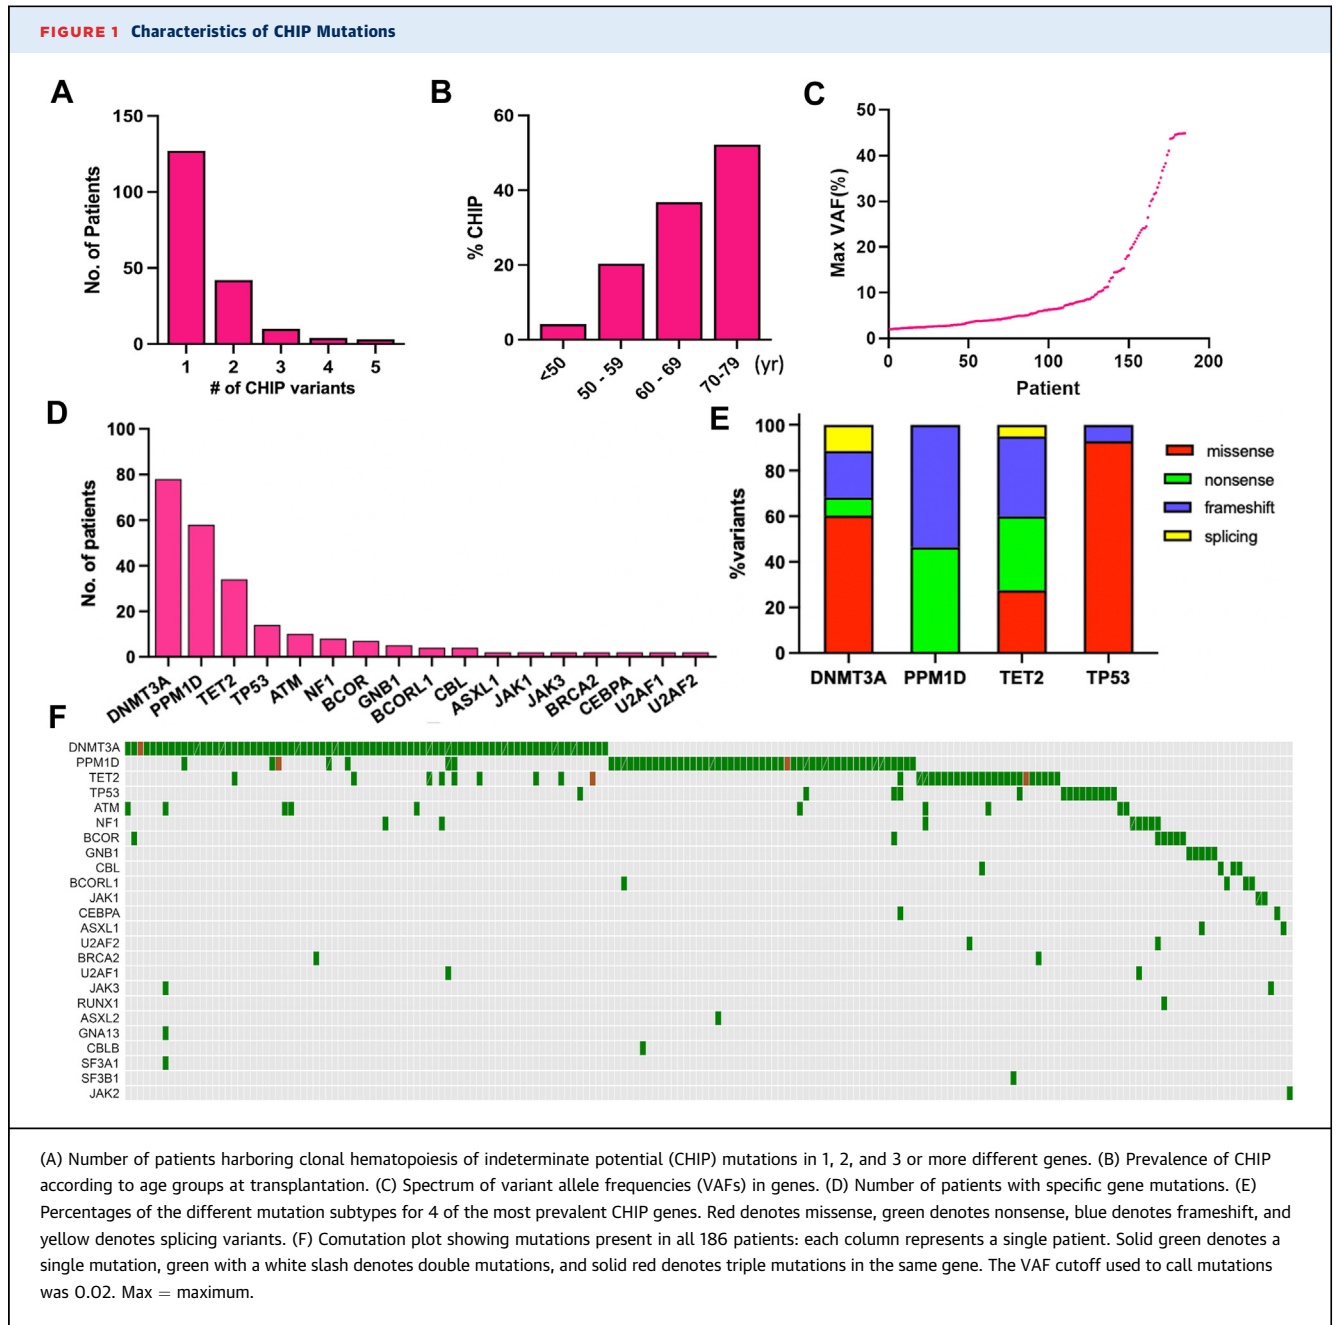 FIGURE 1 Characteristics of CHIP Mutations
A
150
100
50
0
No. of Patients
1 2 3 4 5
# of CHIP variants
B
60
40
20
0
% CHIP
<50 50 - 59 60 - 69 70-79 (yr)
C
50
40
30
20
10
0
Max VAF(%)
0 50 100 150 200
Patient
D
100
80
60
40
20
0
No. of patients
DNMT3A PPM1D TET2 TP53 ATM NF1 BCOR GNB1 BCORL1 CBL ASXL1 JAK1 JAK3 BRCA2 CEBPA U2AF1 U2AF2
E
100
80
60
40
20
0
%variants
DNMT3A PPM1D TET2 TP53
missense
nonsense
frameshift
splicing
F
DNMT3A
PPM1D
TET2
TP53
ATM
NF1
BCOR
GNB1
CBL
BCORL1
JAK1
CEBPA
ASXL1
U2AF2
BRCA2
U2AF1
JAK3
RUNX1
ASXL2
GNA13
CBLB
SF3A1
SF3B1
JAK2
(A) Number of patients harboring clonal hematopoiesis of indeterminate potential (CHIP) mutations in 1, 2, and 3 or more different genes. (B) Prevalence of CHIP
according to age groups at transplantation. (C) Spectrum of variant allele frequencies (VAFs) in genes. (D) Number of patients with specific gene mutations. (E)
Percentages of the different mutation subtypes for 4 of the most prevalent CHIP genes. Red denotes missense, green denotes nonsense, blue denotes frameshift, and
yellow denotes splicing variants. (F) Comutation plot showing mutations present in all 186 patients: each column represents a single patient. Solid green denotes a
single mutation, green with a white slash denotes double mutations, and solid red denotes triple mutations in the same gene. The VAF cutoff used to call mutations
was 0.02. Max = maximum.